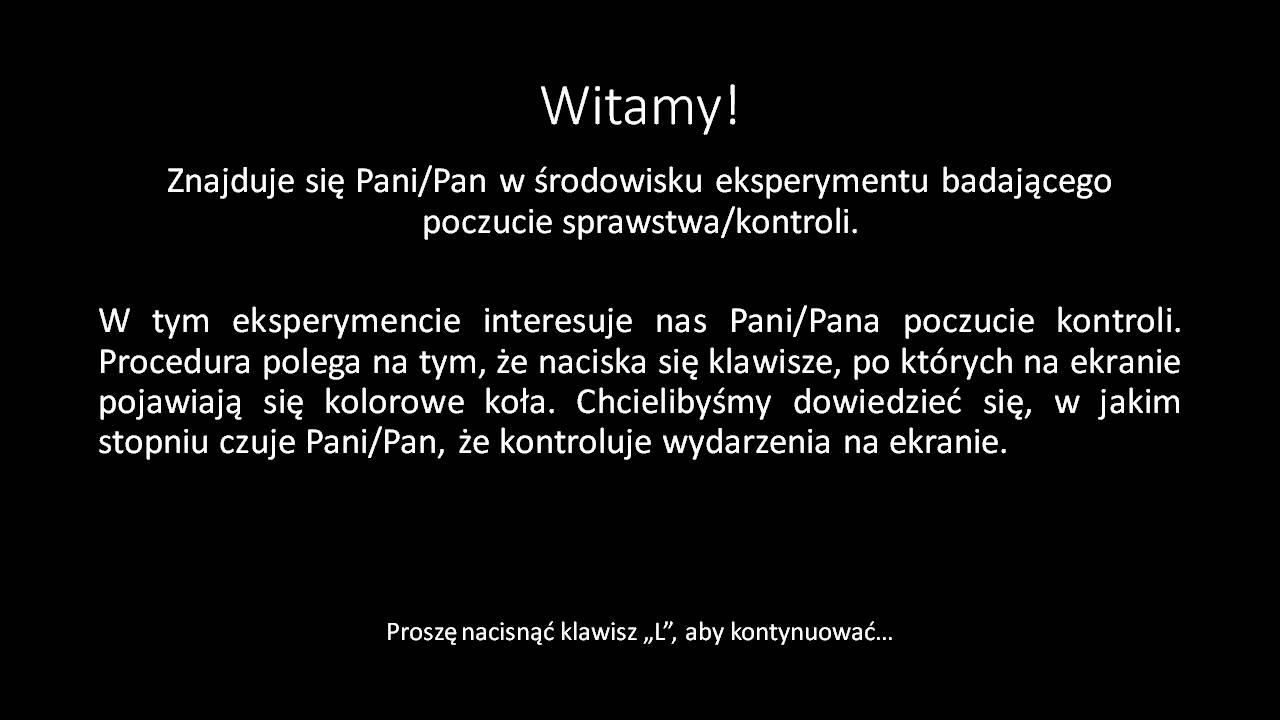 Witamy!
Znajduje się Pani/Pan w środowisku eksperymentu badającego
poczucie sprawstwa/kontroli.
W tym eksperymencie interesuje nas Pani/Pana poczucie kontroli.
Procedura polega na tym, że naciska się klawisze, po których na ekranie
pojawiają się kolorowe koła. Chcielibyśmy dowiedzieć się, w jakim
stopniu czuje Pani/Pan, że kontroluje wydarzenia na ekranie.
Proszę nacisnąć klawisz „L”, aby kontynuować…